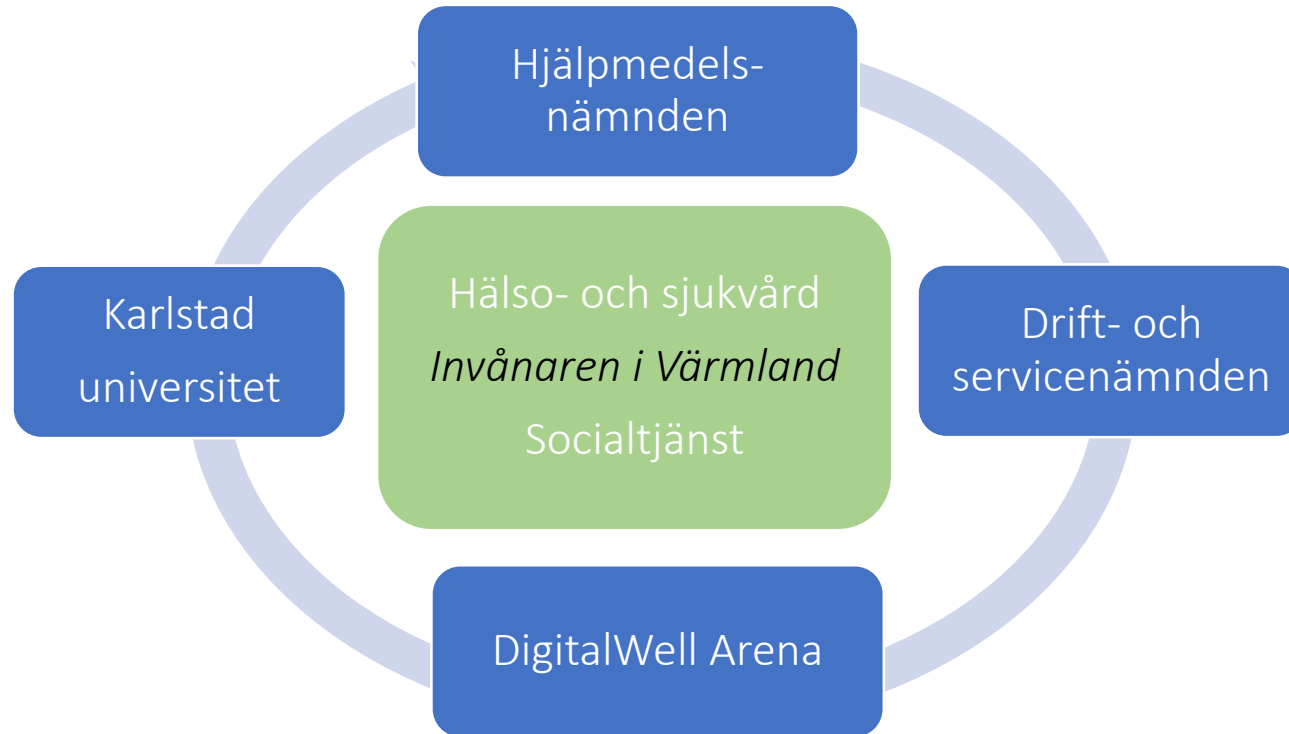 Hjälpmedels-
nämnden
Karlstad
universitet
Hälso- och sjukvård
Invånaren i Värmland
Socialtjänst
Drift- och
servicenämnden
DigitalWell Arena